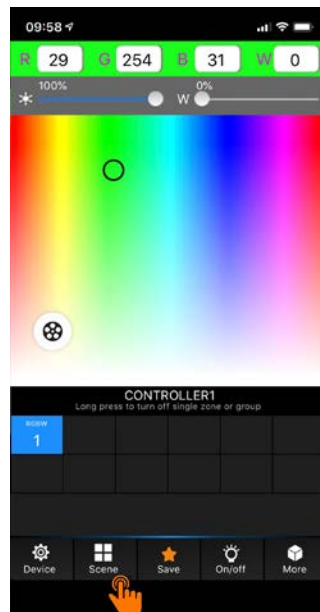 09:58
R 29 G 254 B 31 W 0
100% W 0%
CONTROLLER1
Long press to turn off single zone or group
RGBW
1
Device Scene Save On/off More